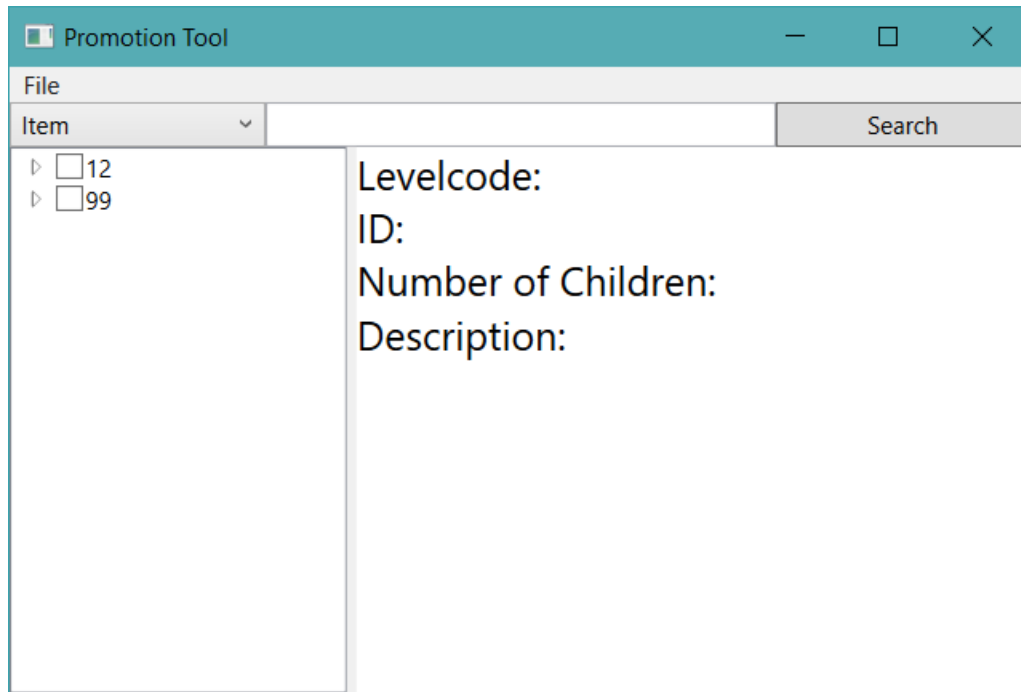 Promotion Tool
File
Item Search
12
99
Levelcode:
ID:
Number of Children:
Description: